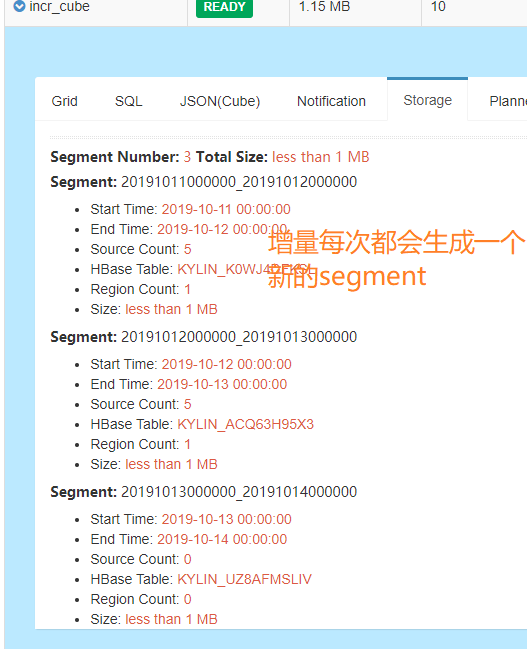 incr_cube READY 1.15 MB 10
Grid SQL JSON(Cube) Notification Storage
Segment Number: 3 Total Size: less than 1 MB
Segment: 20191011000000_20191012000000
Start Time: 2019-10-11 00:00:00
End Time: 2019-10-12 00:00:00
增量每次都会生成一个
Source Count: 5
HBase Table:
新的segment
Region Count: 1
Size: less than 1 MB
Segment: 20191012000000_20191013000000
Start Time: 2019-10-12 00:00:00
End Time: 2019-10-13 00:00:00
Source Count: 5
HBase Table: KYLIN_ACQ63H95X3
Region Count: 1
Size: less than 1 MB
Segment: 20191013000000_20191014000000
Start Time: 2019-10-13 00:00:00
End Time: 2019-10-14 00:00:00
Source Count: 0
HBase Table: KYLIN_UZ8AFMSLIV
Region Count: 0
Size: less than 1 MB